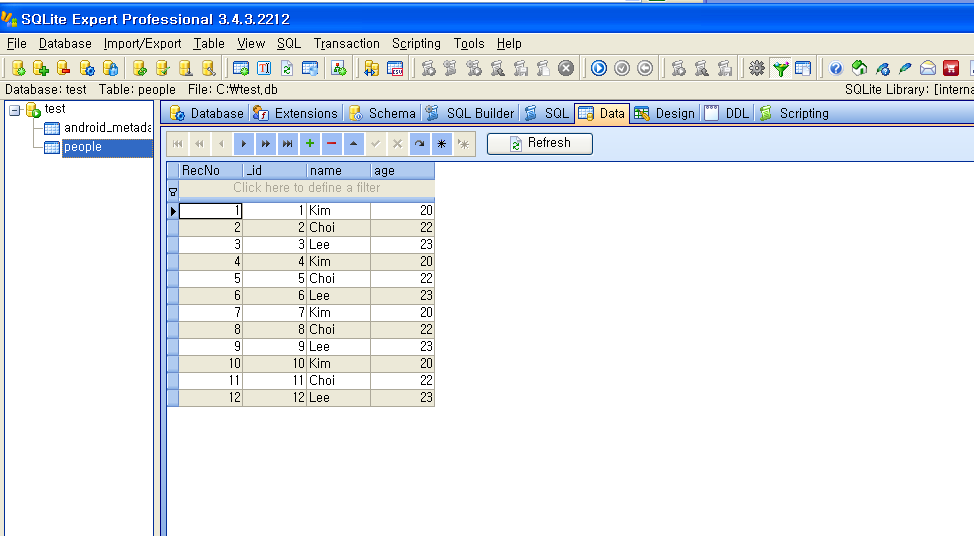 SQLite Expert Professional 3.4.3.2212
File Database Import/Export Table View SQL Transaction Scripting Tools Help
Database: test Table: people File: C:₩test.db SQLite Library: [interna
test
android_metada
people
Database Extensions Schema SQL Builder SQL Data Design DDL Scripting
Refresh
RecNo _id name age
Click here to define a filter
1 1 Kim 20
2 2 Choi 22
3 3 Lee 23
4 4 Kim 20
5 5 Choi 22
6 6 Lee 23
7 7 Kim 20
8 8 Choi 22
9 9 Lee 23
10 10 Kim 20
11 11 Choi 22
12 12 Lee 23